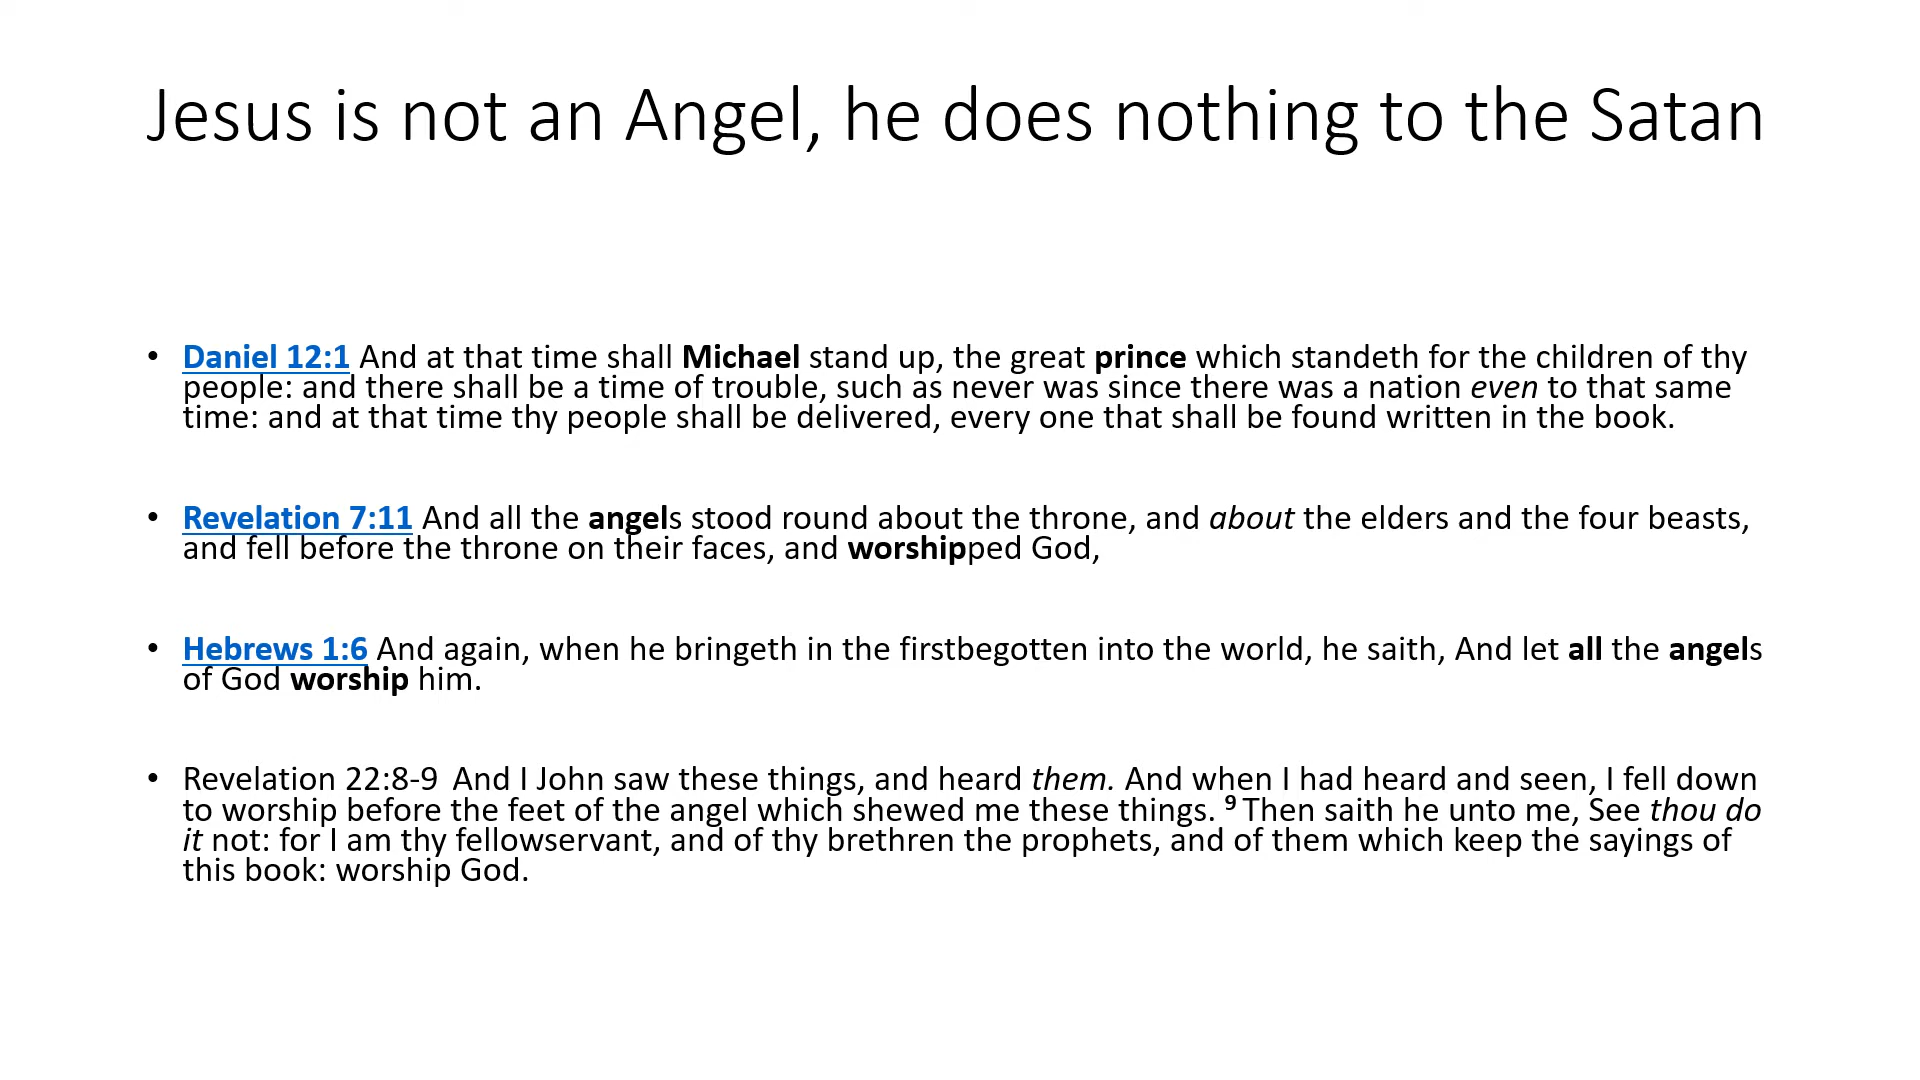 Jesus is not an Angel, he does nothing to the Satan
• Daniel 12:1 And at that time shall Michael stand up, the great prince which standeth for the children of thy
people: and there shall be a time of trouble, such as never was since there was a nation even to that same
time: and at that time thy people shall be delivered, every one that shall be found written in the book.
• Revelation 7:11 And all the angels stood round about the throne, and about the elders and the four beasts,
and fell before the throne on their faces, and worshipped God,
• Hebrews 1:6 And again, when he bringeth in the firstbegotten into the world, he saith, And let all the angels
of God worship him.
• Revelation 22:8-9 And I John saw these things, and heard them. And when I had heard and seen, I fell down
to worship before the feet of the angel which shewed me these things. 9 Then saith he unto me, See thou do
it not: for I am thy fellowservant, and of thy brethren the prophets, and of them which keep the sayings of
this book: worship God.